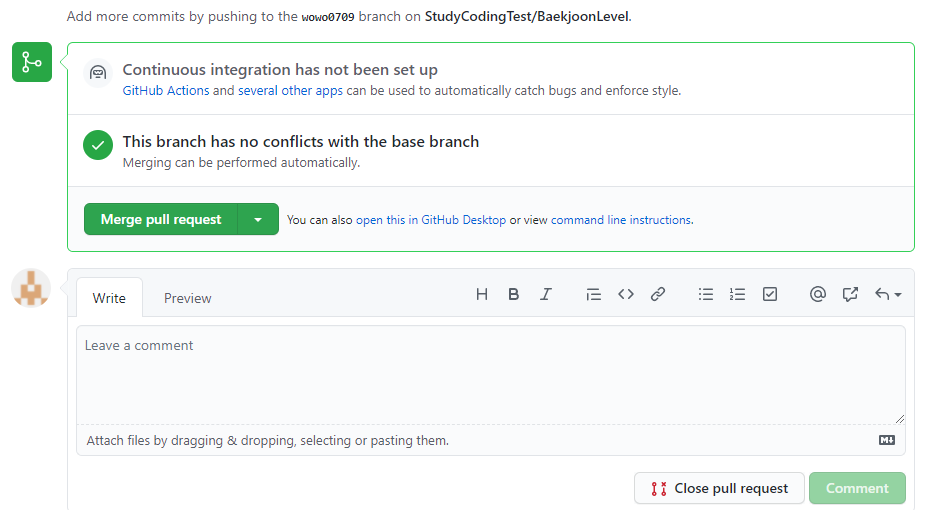 Add more commits by pushing to the wowo0709 branch on StudyCodingTest/BaekjoonLevel.
Continuous integration has not been set up
GitHub Actions and several other apps can be used to automatically catch bugs and enforce style.
This branch has no conflicts with the base branch
Merging can be performed automatically.
Merge pull request You can also open this in GitHub Desktop or view command line instructions.
Write Preview H B I
Leave a comment
Attach files by dragging & dropping, selecting or pasting them.
Close pull request Comment